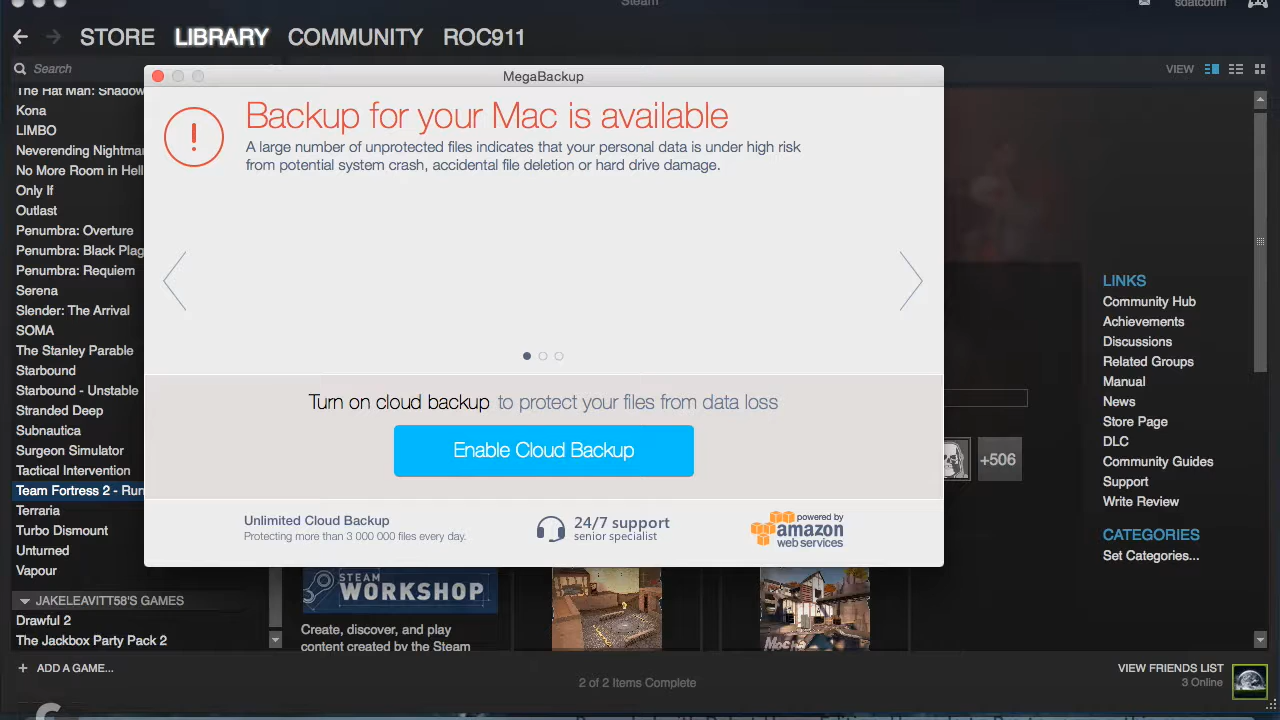 Steam
sdatcotim
STORE LIBRARY COMMUNITY ROC911
Search
VIEW
The Hat Man: Shadow
Kona
LIMBO
Neverending Nightmar
No More Room in Hell
Only If
Outlast
Penumbra: Overture
Penumbra: Black Plag
Penumbra: Requiem
Serena
Slender: The Arrival
SOMA
The Stanley Parable
Starbound
Starbound - Unstable
Stranded Deep
Subnautica
Surgeon Simulator
Tactical Intervention
Team Fortress 2 - Run
Terraria
Turbo Dismount
Unturned
Vapour
JAKELEAVITT58'S GAMES
Drawful 2
The Jackbox Party Pack 2
+ ADD A GAME...
MegaBackup
!
Backup for your Mac is available
A large number of unprotected files indicates that your personal data is under high risk
from potential system crash, accidental file deletion or hard drive damage.
Turn on cloud backup to protect your files from data loss
Enable Cloud Backup
Unlimited Cloud Backup
Protecting more than 3 000 000 files every day.
24/7 support
senior specialist
powered by
amazon
web services
STEAM
WORKSHOP
Create, discover, and play
content created by the Steam
+506
LINKS
Community Hub
Achievements
Discussions
Related Groups
Manual
News
Store Page
DLC
Community Guides
Support
Write Review
CATEGORIES
Set Categories...
2 of 2 Items Complete
VIEW FRIENDS LIST
3 Online